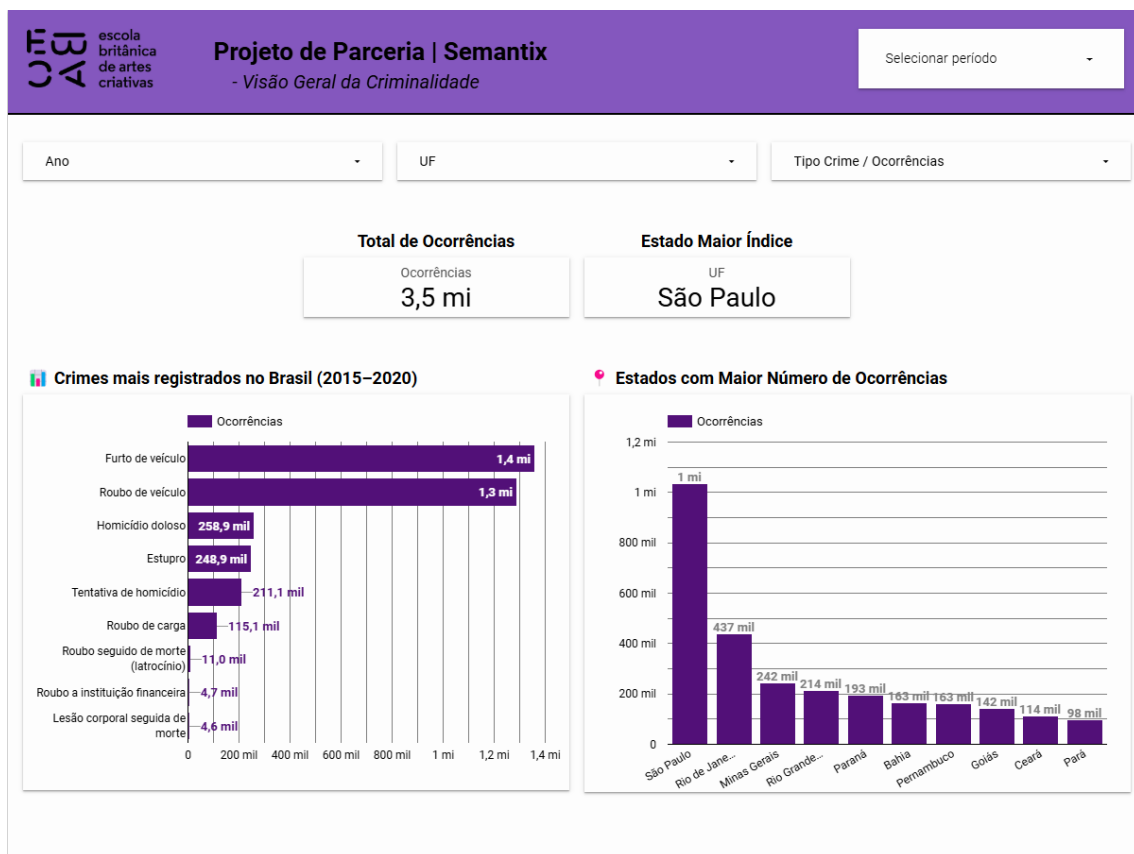 EBAC
escola
britânica
de artes
criativas
Projeto de Parceria | Semantix
- Visão Geral da Criminalidade
Selecionar período
Ano
UF
Tipo Crime / Ocorrências
Total de Ocorrências
Ocorrências
3,5 mi
Estado Maior Índice
UF
São Paulo
Crimes mais registrados no Brasil (2015–2020)
Ocorrências
Furto de veículo
1,4 mi
Roubo de veículo
1,3 mi
Homicídio doloso
258,9 mil
Estupro
248,9 mil
Tentativa de homicídio
211,1 mil
Roubo de carga
115,1 mil
Roubo seguido de morte
(latrocínio)
11,0 mil
Roubo a instituição financeira
4,7 mil
Lesão corporal seguida de
morte
4,6 mil
0 200 mil 400 mil 600 mil 800 mil 1 mi 1,2 mi 1,4 mi
Estados com Maior Número de Ocorrências
Ocorrências
1,2 mi
1 mi
800 mil
600 mil
400 mil
200 mil
0
1 mi
437 mil
242 mil
214 mil
193 mil
163 mil
163 mil
142 mil
114 mil
98 mil
São Paulo
Rio de Jane...
Minas Gerais
Rio Grande...
Paraná
Bahia
Pernambuco
Goiás
Ceará
Pará